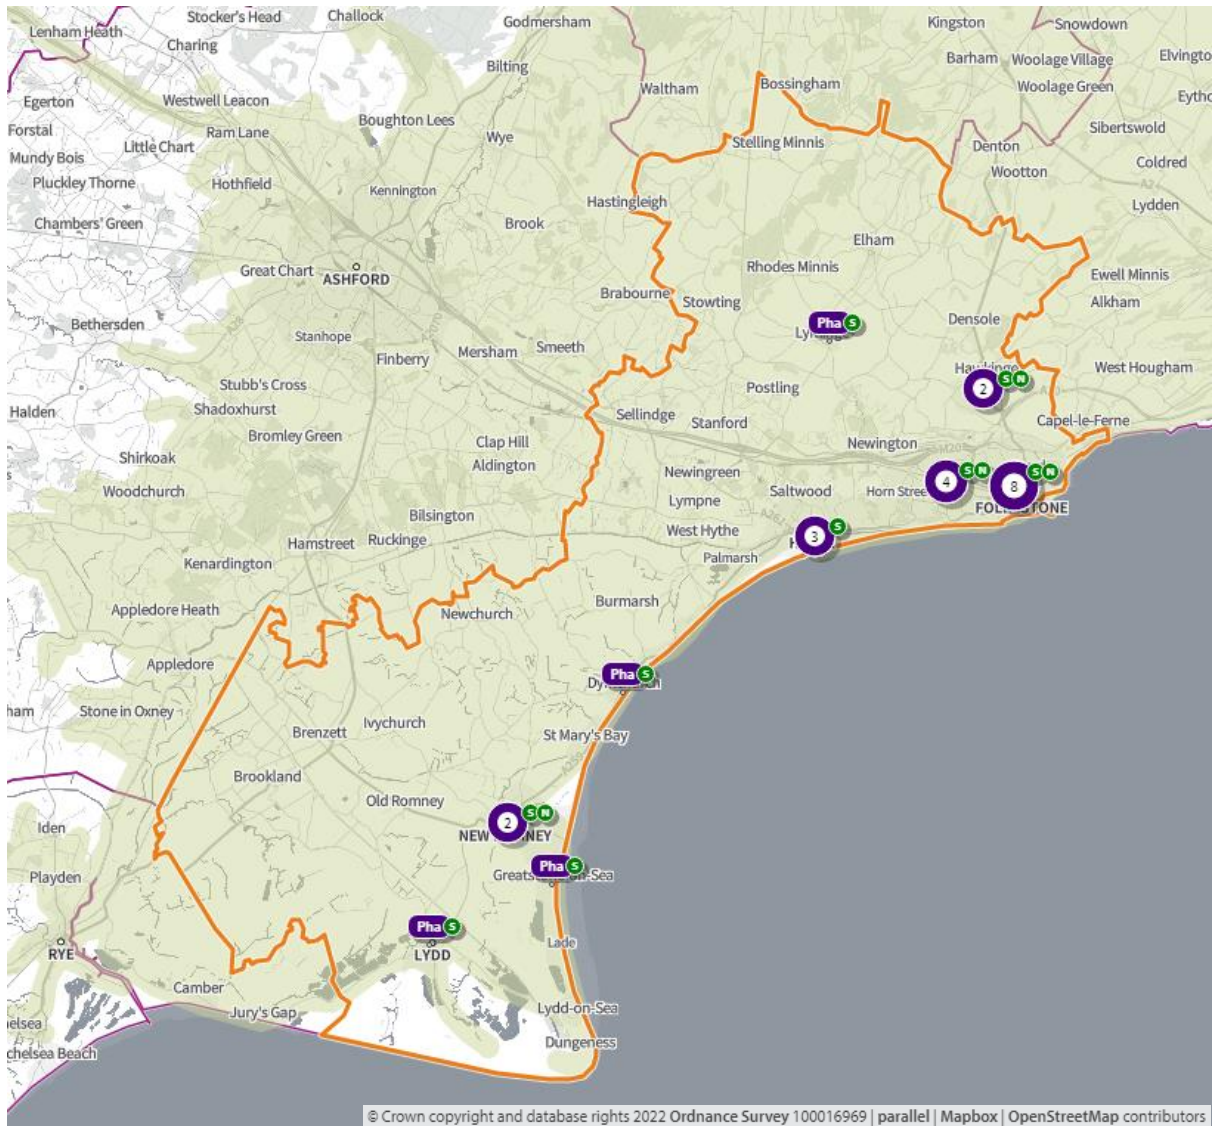 Stocker's Head
Challock
Lenham Heath
Charing
Godmersham
Kingston
Snowdown
Bilting
Barham
Woolage Village
Waltham
Bossingham
Woolage Green
Egerton
Westwell Leacon
Boughton Lees
Forstal
Ram Lane
Sibertswold
Little Chart
Wye
Stelling Minnis
Denton
Mundy Bois
Coldred
Pluckley Thorne
Hothfield
Kennington
Wootton
A2
Hastingleigh
Lydden
Chambers' Green
Brook
Elham
Great Chart
ASHFORD
Rhodes Minnis
Ewell Minnis
Brabourne
Stowting
Alkham
Bethersden
A28
A2070
Pha S
Densole
Stanhope
Finberry
Mersham
Smeeth
West Hougham
Stubb's Cross
2 S N
Postling
Halden
Shadoxhurst
Sellindge
Stanford
Capel-le-Ferne
Bromley Green
Clap Hill
Newington
M20
Shirkoak
Aldington
Newingreen
4 S N
8 S N
Woodchurch
Lympne
Saltwood
Bilsington
A261
3 S
Hamstreet
Ruckinge
West Hythe
Kenardington
Palmarsh
Appledore Heath
Newchurch
Burmarsh
Appledore
Pha S
Stone in Oxney
Ivychurch
Brenzett
St Mary's Bay
A259
Brookland
Old Romney
Iden
2 S N
Playden
Pha S
Pha S
RYE
LYDD
Lade
Camber
Jury's Gap
Lydd-on-Sea
Dungeness
© Crown copyright and database rights 2022 Ordnance Survey 100016969 | parallel | Mapbox | OpenStreetMap contributors